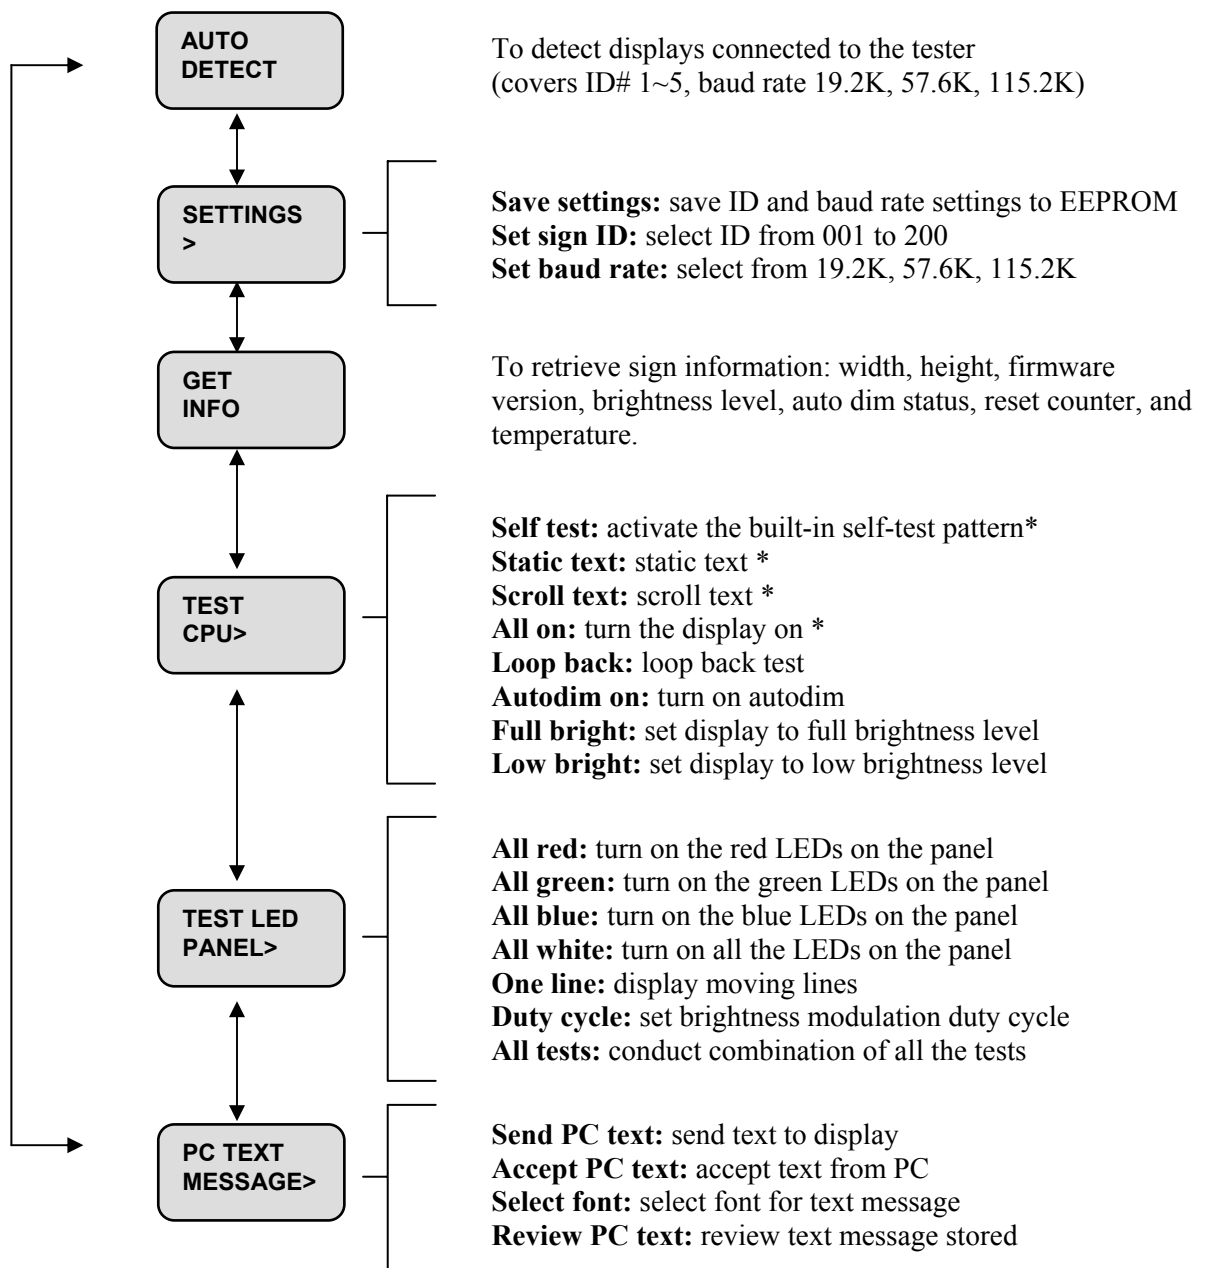 AUTO
DETECT
To detect displays connected to the tester
(covers ID# 1~5, baud rate 19.2K, 57.6K, 115.2K)
SETTINGS
>
Save settings: save ID and baud rate settings to EEPROM
Set sign ID: select ID from 001 to 200
Set baud rate: select from 19.2K, 57.6K, 115.2K
GET
INFO
To retrieve sign information: width, height, firmware
version, brightness level, auto dim status, reset counter, and
temperature.
TEST
CPU>
Self test: activate the built-in self-test pattern*
Static text: static text *
Scroll text: scroll text *
All on: turn the display on *
Loop back: loop back test
Autodim on: turn on autodim
Full bright: set display to full brightness level
Low bright: set display to low brightness level
TEST LED
PANEL>
All red: turn on the red LEDs on the panel
All green: turn on the green LEDs on the panel
All blue: turn on the blue LEDs on the panel
All white: turn on all the LEDs on the panel
One line: display moving lines
Duty cycle: set brightness modulation duty cycle
All tests: conduct combination of all the tests
PC TEXT
MESSAGE>
Send PC text: send text to display
Accept PC text: accept text from PC
Select font: select font for text message
Review PC text: review text message stored